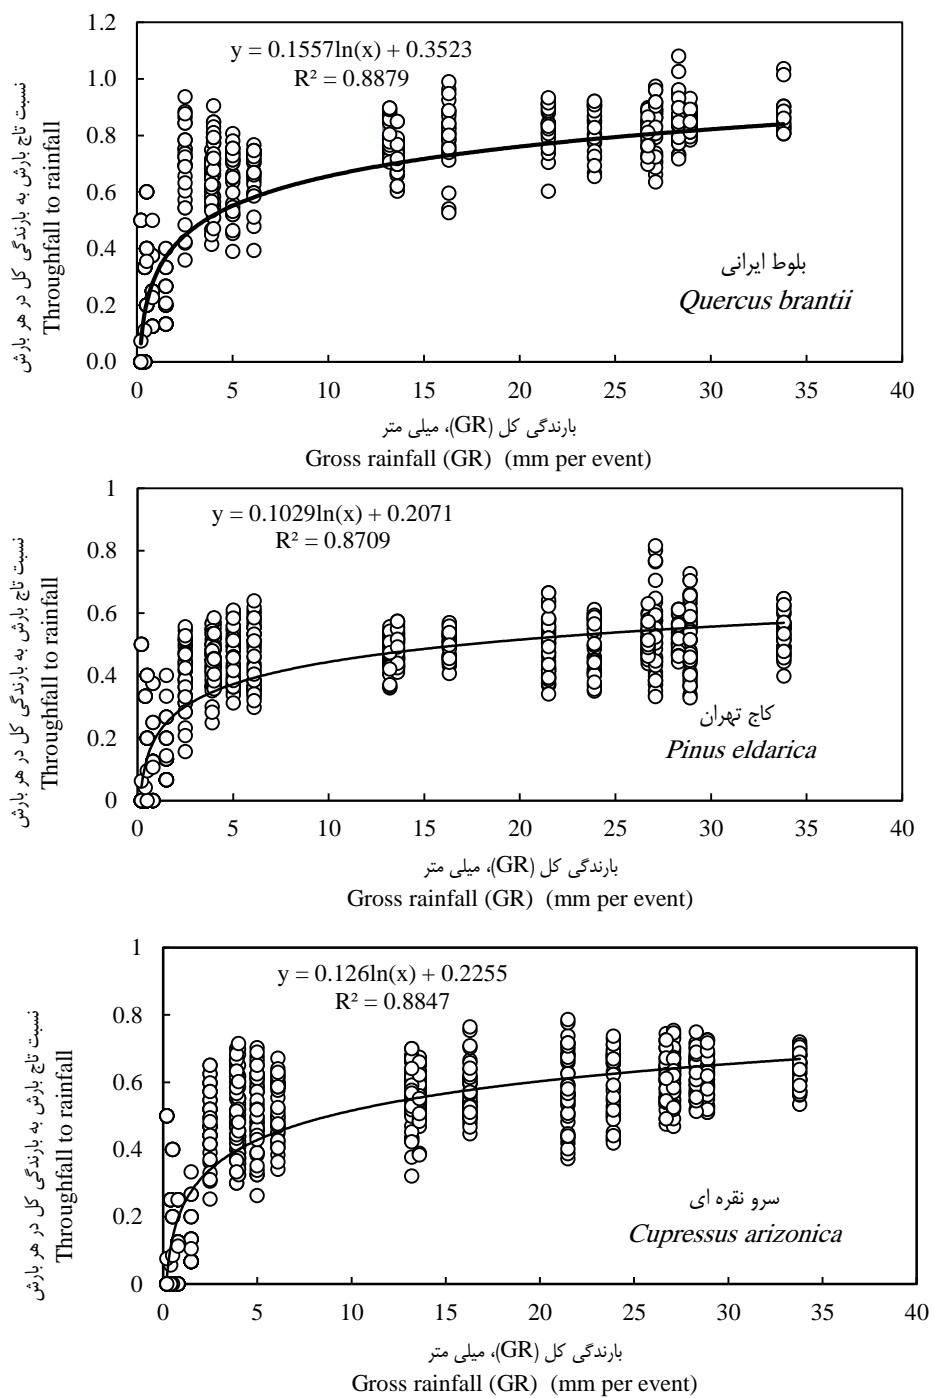 نسبت تاج بارش به بارندگی کل در هر بارش
Throughfall to rainfall
1.2
1.0
0.8
0.6
0.4
0.2
0.0
y = 0.1557ln(x) + 0.3523
R² = 0.8879
بلوط ایرانی
Quercus brantii
0 5 10 15 20 25 30 35 40
بارندگی کل (GR)، میلی متر
Gross rainfall (GR) (mm per event)
نسبت تاج بارش به بارندگی کل در هر بارش
Throughfall to rainfall
1
0.8
0.6
0.4
0.2
0
y = 0.1029ln(x) + 0.2071
R² = 0.8709
کاج تهران
Pinus eldarica
0 5 10 15 20 25 30 35 40
بارندگی کل (GR)، میلی متر
Gross rainfall (GR) (mm per event)
نسبت تاج بارش به بارندگی کل در هر بارش
Throughfall to rainfall
1
0.8
0.6
0.4
0.2
0
y = 0.126ln(x) + 0.2255
R² = 0.8847
سرو نقره ای
Cupressus arizonica
0 5 10 15 20 25 30 35 40
بارندگی کل (GR)، میلی متر
Gross rainfall (GR) (mm per event)